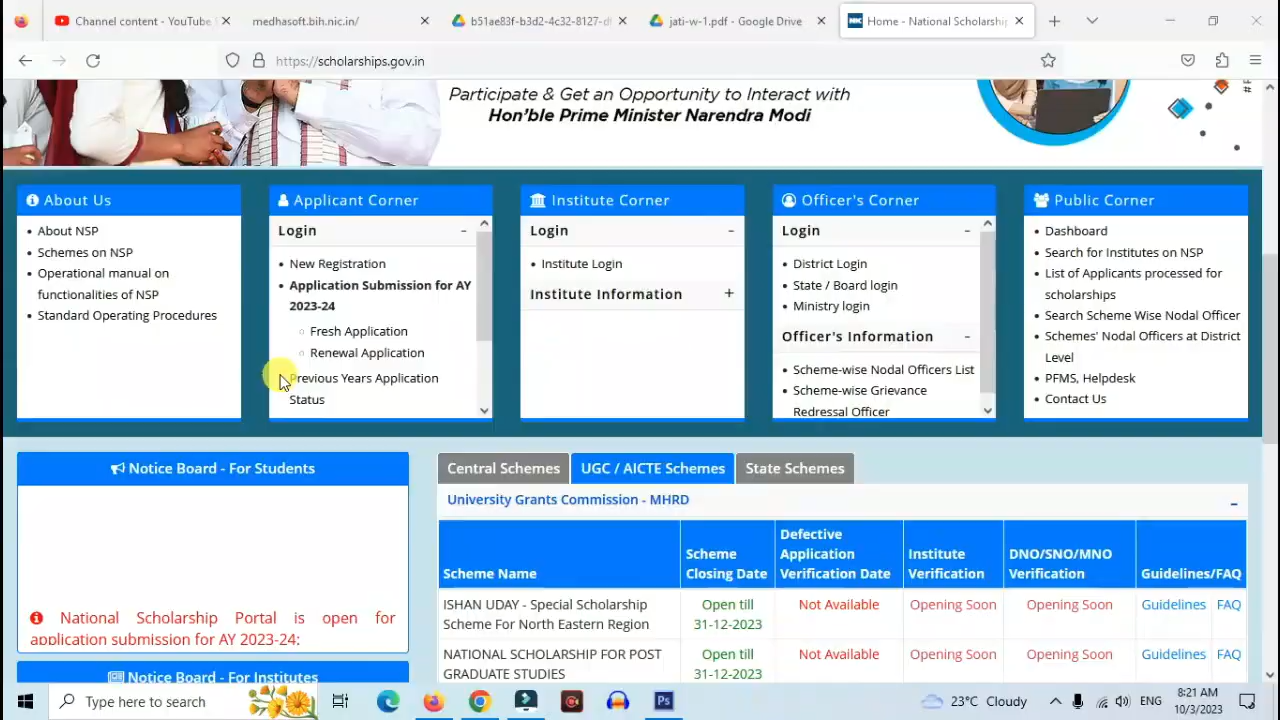 Channel content - YouTube
medhasoft.bih.nic.in/
b51ae83f-b3d2-4c32-8127-d
jati-w-1.pdf - Google Drive
Home - National Scholarship
https://scholarships.gov.in
Participate & Get an Opportunity to Interact with
Hon'ble Prime Minister Narendra Modi
About Us
About NSP
Schemes on NSP
Operational manual on
functionalities of NSP
Standard Operating Procedures
Applicant Corner
Login -
New Registration
Application Submission for AY
2023-24
Fresh Application
Renewal Application
Previous Years Application
Status
Institute Corner
Login -
Institute Login
Institute Information +
Officer's Corner
Login -
District Login
State / Board login
Ministry login
Officer's Information -
Scheme-wise Nodal Officers List
Scheme-wise Grievance
Redressal Officer
Public Corner
Dashboard
Search for Institutes on NSP
List of Applicants processed for
scholarships
Search Scheme Wise Nodal Officer
Schemes' Nodal Officers at District
Level
PFMS, Helpdesk
Contact Us
Notice Board - For Students
National Scholarship Portal is open for
application submission for AY 2023-24:
Notice Board - For Institutes
Central Schemes UGC / AICTE Schemes State Schemes
University Grants Commission - MHRD -
Scheme Name
Scheme
Closing Date
Defective
Application
Verification Date
Institute
Verification
DNO/SNO/MNO
Verification
Guidelines/FAQ
ISHAN UDAY - Special Scholarship
Scheme For North Eastern Region
Open till
31-12-2023
Not Available
Opening Soon
Opening Soon
Guidelines FAQ
NATIONAL SCHOLARSHIP FOR POST
GRADUATE STUDIES
Open till
31-12-2023
Not Available
Opening Soon
Opening Soon
Guidelines FAQ
Type here to search
Ps
23°C Cloudy
ENG
8:21 AM
10/3/2023